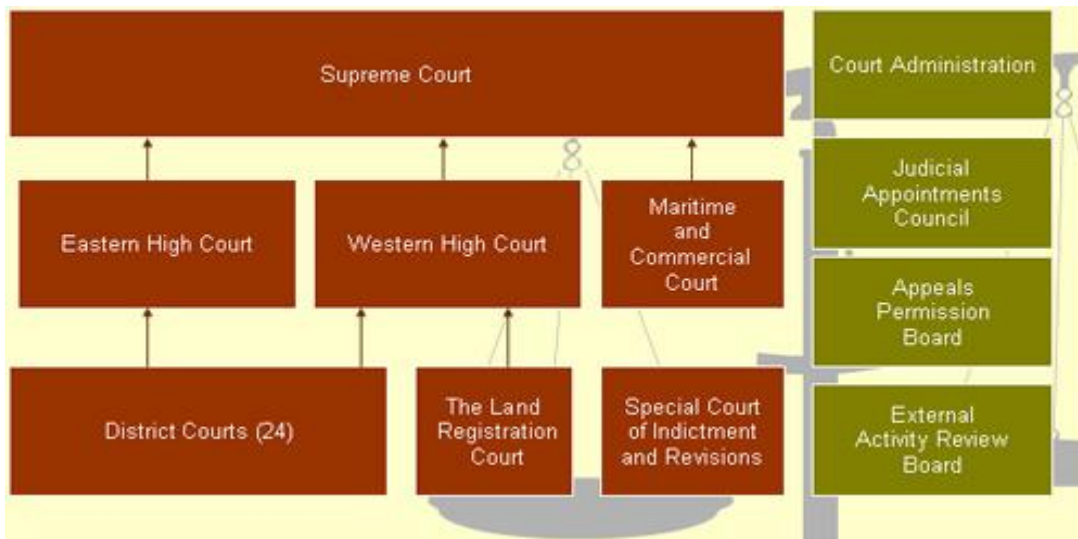 Supreme Court
Eastern High Court
Western High Court
Maritime
and
Commercial
Court
District Courts (24)
The Land
Registration
Court
Special Court
of Indictment
and Revisions
Court Administration
Judicial
Appointments
Council
Appeals
Permission
Board
External
Activity Review
Board